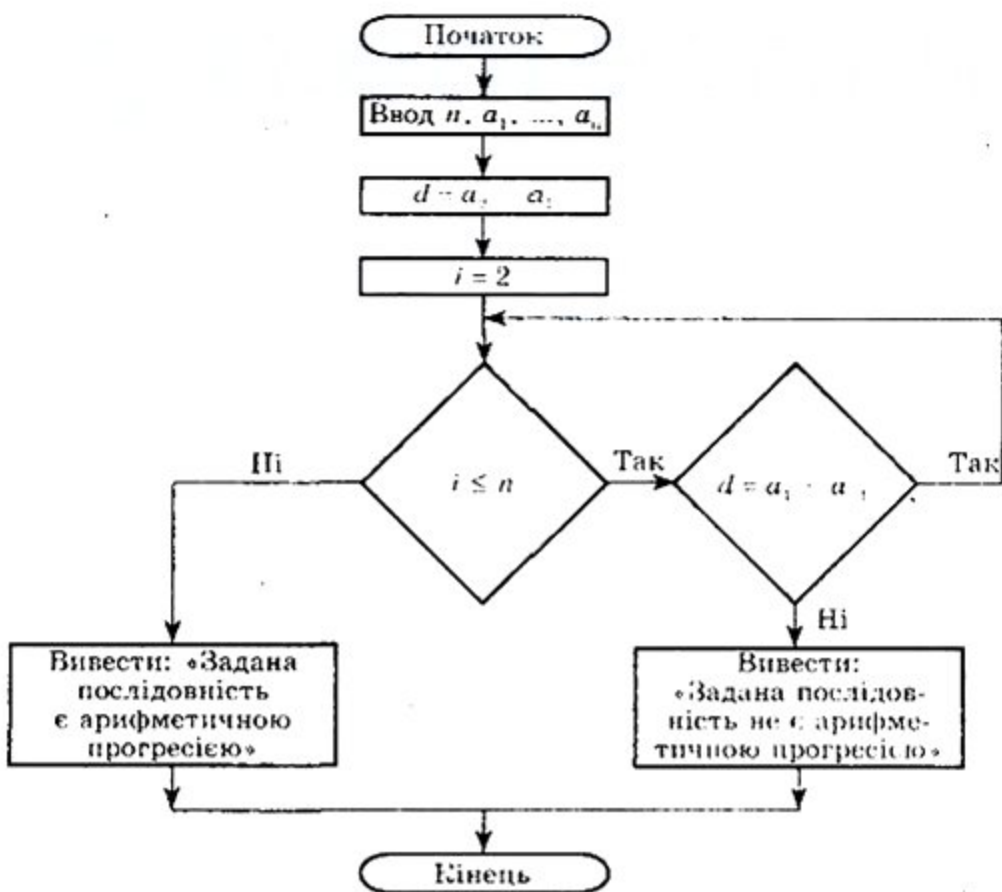 Початок
Ввод n, a₁, ..., aₙ
i = 2
Ні
i ≤ n
Так
Так
Ні
Вивести: «Задана
послідовність
є арифметичною
прогресією»
Вивести:
«Задана послідов-
ність не є арифме-
тичною прогресією»
Кінець